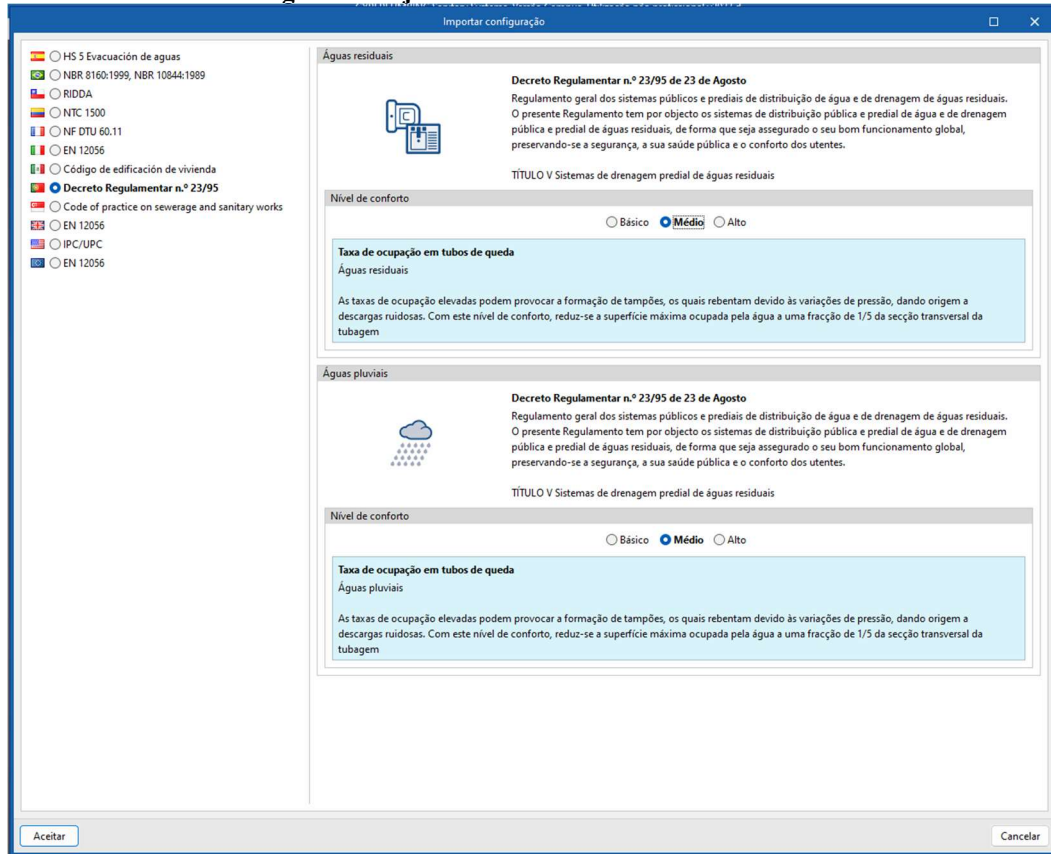 Importar configuração
HS 5 Evacuación de aguas
NBR 8160:1999, NBR 10844:1989
RIDDA
NTC 1500
NF DTU 60.11
EN 12056
Código de edificación de vivienda
Decreto Regulamentar n.º 23/95
Code of practice on sewerage and sanitary works
EN 12056
IPC/UPC
EN 12056
Águas residuais
Decreto Regulamentar n.º 23/95 de 23 de Agosto
Regulamento geral dos sistemas públicos e prediais de distribuição de água e de drenagem de águas residuais.
O presente Regulamento tem por objecto os sistemas de distribuição pública e predial de água e de drenagem
pública e predial de águas residuais, de forma que seja assegurado o seu bom funcionamento global,
preservando-se a segurança, a sua saúde pública e o conforto dos utentes.
TÍTULO V Sistemas de drenagem predial de águas residuais
Nível de conforto
Básico Médio Alto
Taxa de ocupação em tubos de queda
Águas residuais
As taxas de ocupação elevadas podem provocar a formação de tampões, os quais rebentam devido às variações de pressão, dando origem a
descargas ruidosas. Com este nível de conforto, reduz-se a superfície máxima ocupada pela água a uma fracção de 1/5 da secção transversal da
tubagem
Águas pluviais
Decreto Regulamentar n.º 23/95 de 23 de Agosto
Regulamento geral dos sistemas públicos e prediais de distribuição de água e de drenagem de águas residuais.
O presente Regulamento tem por objecto os sistemas de distribuição pública e predial de água e de drenagem
pública e predial de águas residuais, de forma que seja assegurado o seu bom funcionamento global,
preservando-se a segurança, a sua saúde pública e o conforto dos utentes.
TÍTULO V Sistemas de drenagem predial de águas residuais
Nível de conforto
Básico Médio Alto
Taxa de ocupação em tubos de queda
Águas pluviais
As taxas de ocupação elevadas podem provocar a formação de tampões, os quais rebentam devido às variações de pressão, dando origem a
descargas ruidosas. Com este nível de conforto, reduz-se a superfície máxima ocupada pela água a uma fracção de 1/5 da secção transversal da
tubagem
Aceitar
Cancelar